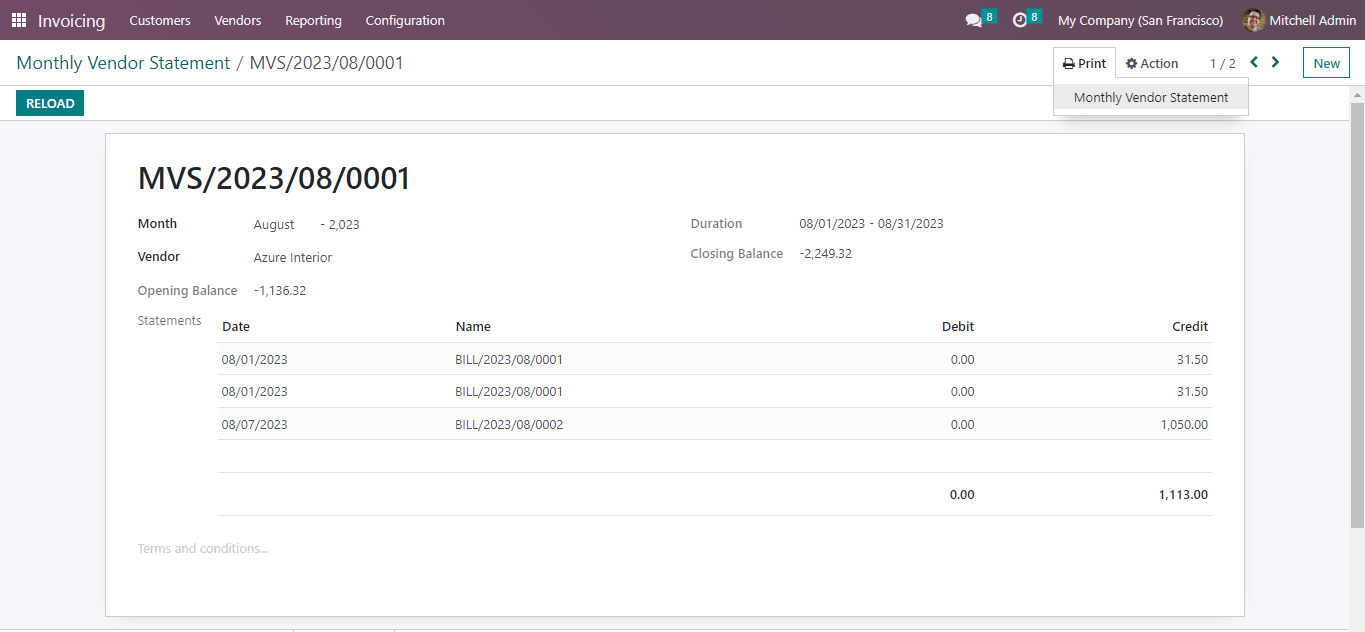 Invoicing Customers Vendors Reporting Configuration 8 8 My Company (San Francisco) Mitchell Admin
Monthly Vendor Statement / MVS/2023/08/0001 Print Action 1 / 2 New
RELOAD Monthly Vendor Statement
MVS/2023/08/0001
Month August - 2,023 Duration 08/01/2023 - 08/31/2023
Vendor Azure Interior Closing Balance -2,249.32
Opening Balance -1,136.32
Statements Date Name Debit Credit
08/01/2023 BILL/2023/08/0001 0.00 31.50
08/01/2023 BILL/2023/08/0001 0.00 31.50
08/07/2023 BILL/2023/08/0002 0.00 1,050.00
0.00 1,113.00
Terms and conditions...